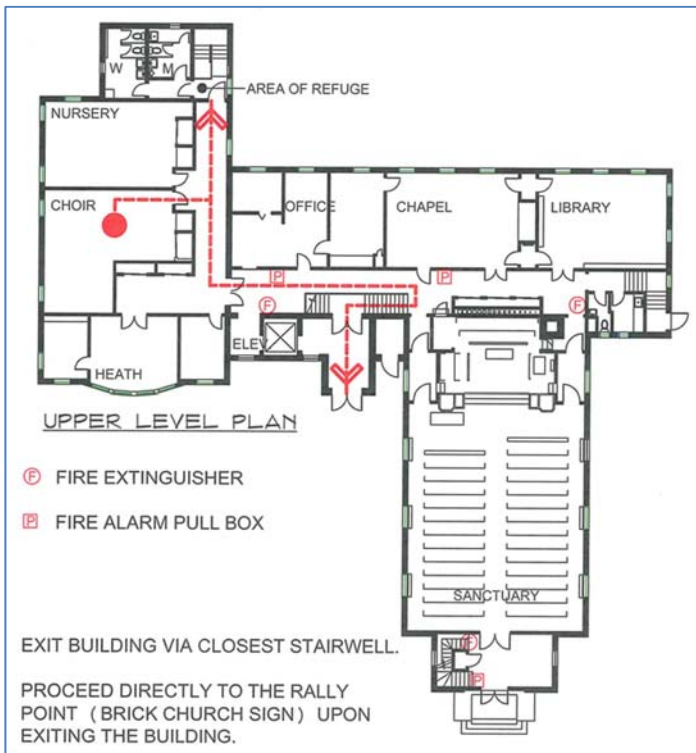 W
M
AREA OF REFUGE
NURSERY
CHOIR
OFFICE
CHAPEL
LIBRARY
P
P
F
F
ELEV
HEATH
UPPER LEVEL PLAN
F FIRE EXTINGUISHER
P FIRE ALARM PULL BOX
SANCTUARY
F
P
EXIT BUILDING VIA CLOSEST STAIRWELL.
PROCEED DIRECTLY TO THE RALLY
POINT (BRICK CHURCH SIGN) UPON
EXITING THE BUILDING.